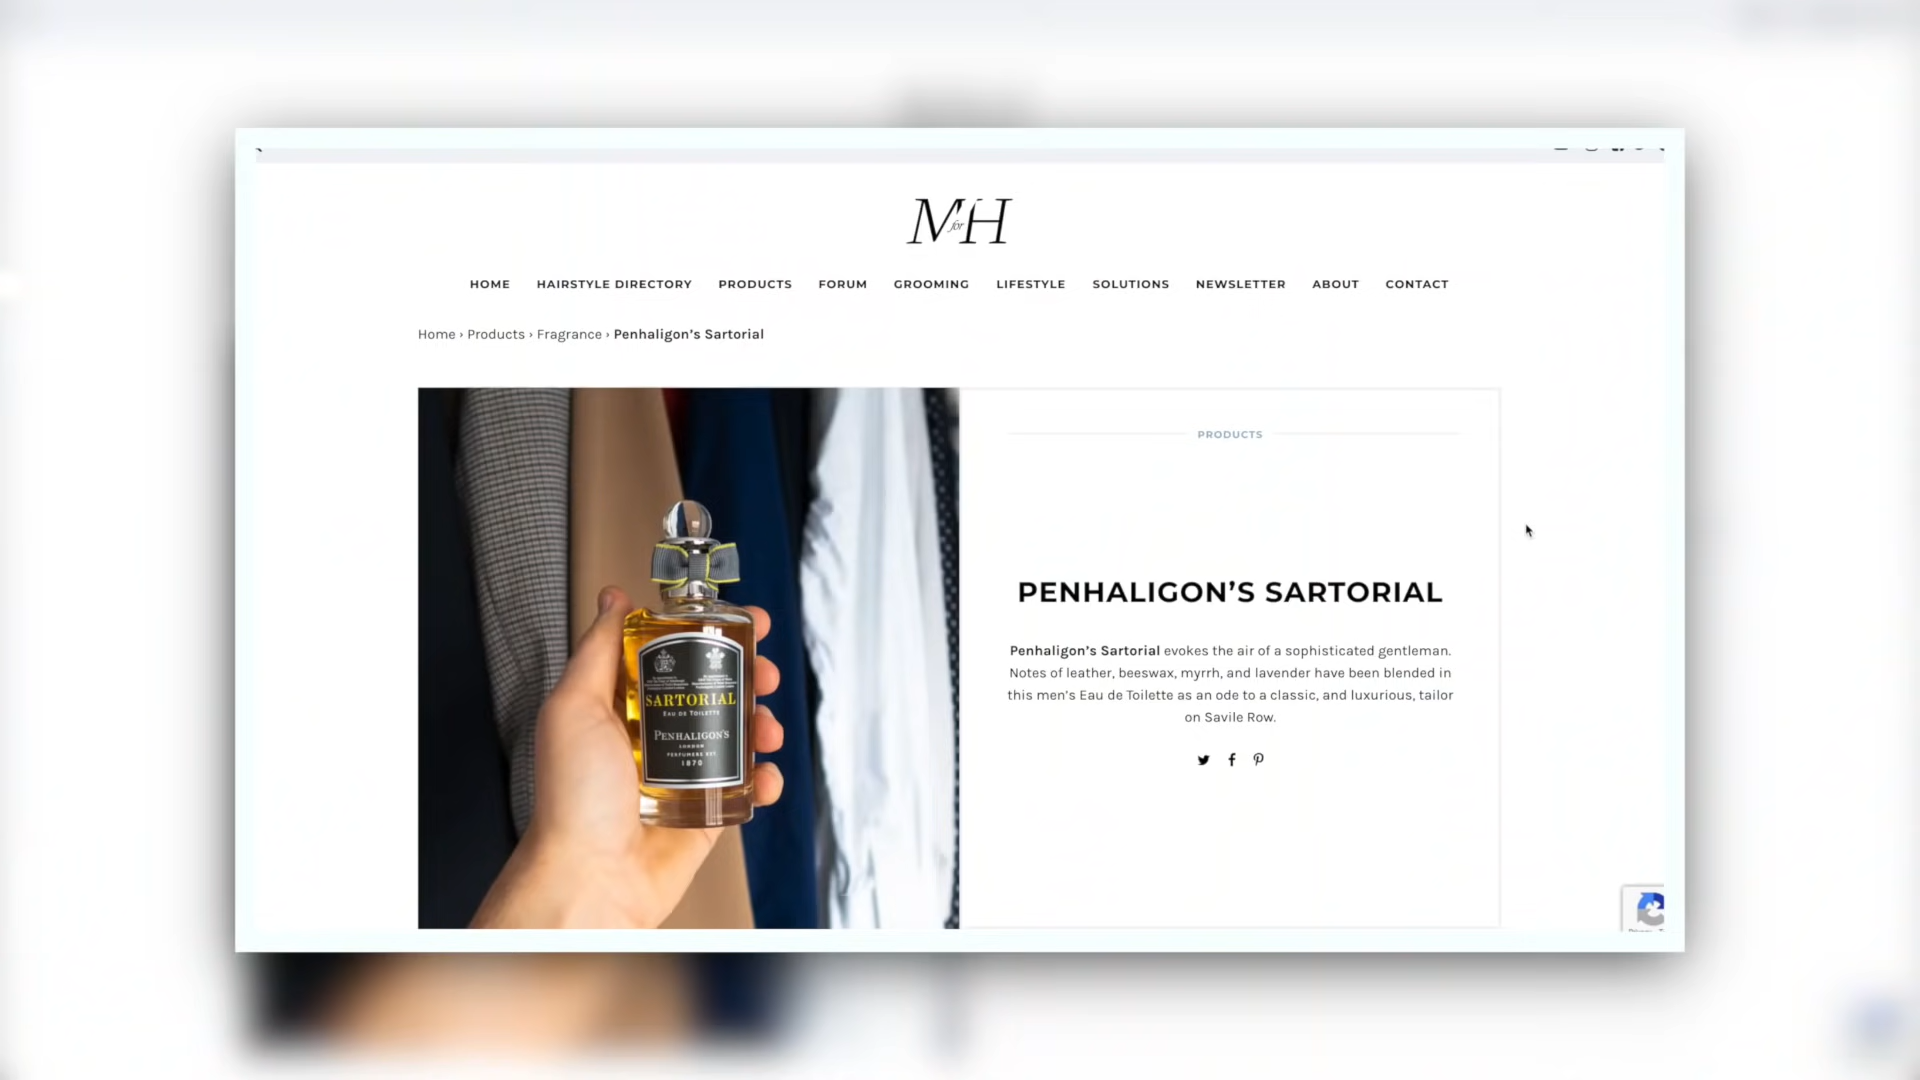 M for H
HOME HAIRSTYLE DIRECTORY PRODUCTS FORUM GROOMING LIFESTYLE SOLUTIONS NEWSLETTER ABOUT CONTACT
Home › Products › Fragrance › Penhaligon’s Sartorial
PRODUCTS
PENHALIGON’S SARTORIAL
Penhaligon’s Sartorial evokes the air of a sophisticated gentleman.
Notes of leather, beeswax, myrrh, and lavender have been blended in
this men’s Eau de Toilette as an ode to a classic, and luxurious, tailor
on Savile Row.
SARTORIAL
EAU DE TOILETTE
PENHALIGON'S
LONDON
PERFUMERS EST.
1870